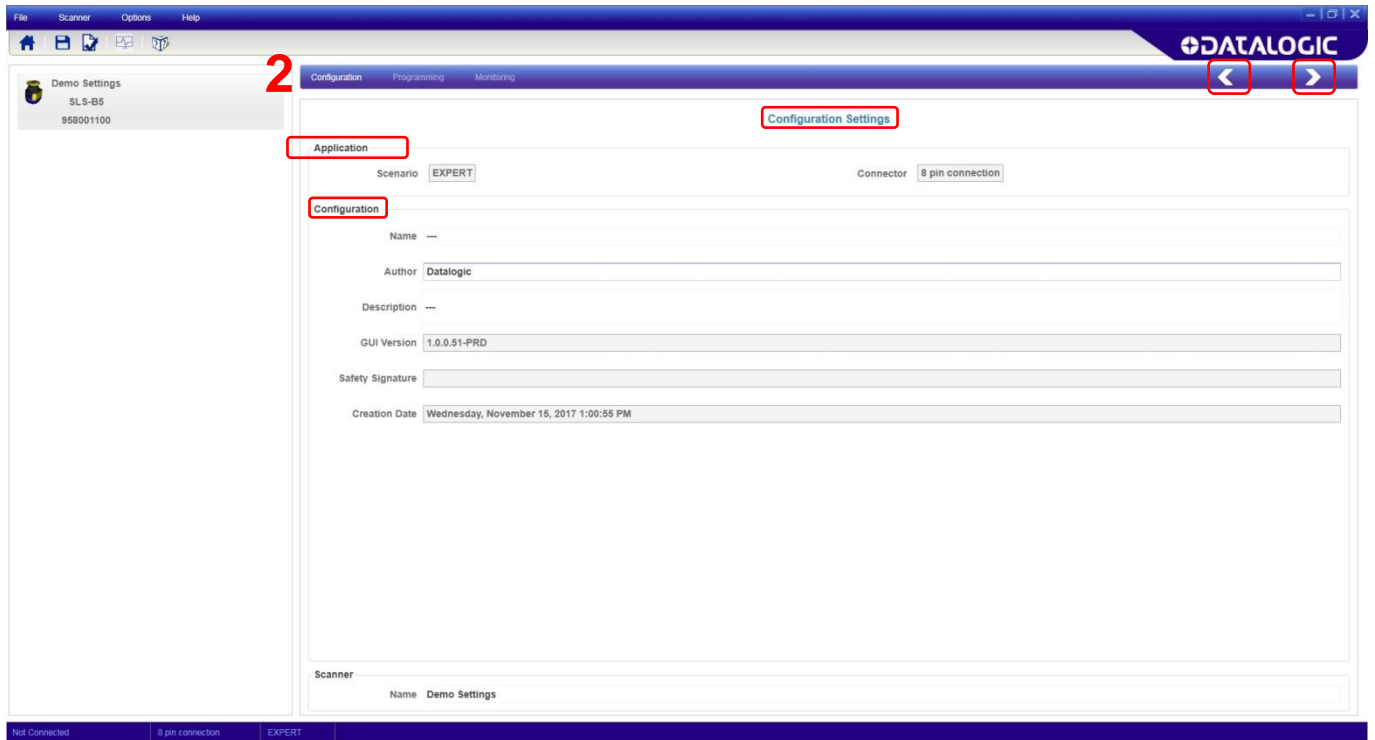 File Scanner Options Help
DATALOGIC
Demo Settings
SLS-B5
958001100
2
Configuration Programming Monitoring
Configuration Settings
Application
Scenario EXPERT Connector 8 pin connection
Configuration
Name ---
Author Datalogic
Description ---
GUI Version 1.0.0.51-PRD
Safety Signature
Creation Date Wednesday, November 15, 2017 1:00:55 PM
Scanner
Name Demo Settings
Not Connected 8 pin connection EXPERT